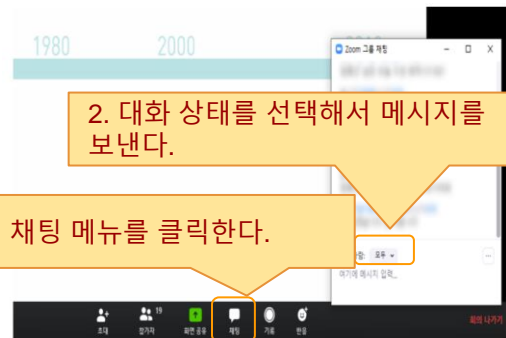 1980
2000
Zoom 그룹 채팅
2. 대화 상태를 선택해서 메시지를
보낸다.
채팅 메뉴를 클릭한다.
모두
여기에 메시지 입력...
19
초대
참가자
화면 공유
채팅
기록
반응
회의 나가기